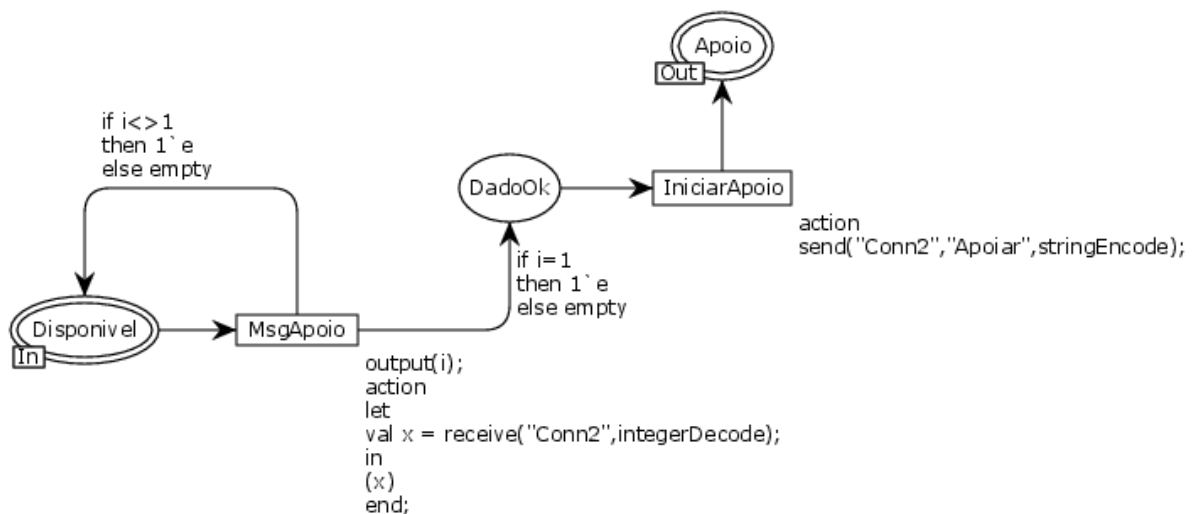 Apoio
Out
if i<>1
then 1`e
else empty
DadoOk
IniciarApoio
action
send("Conn2","Apoiar",stringEncode);
if i=1
then 1`e
else empty
Disponivel
In
MsgApoio
output(i);
action
let
val x = receive("Conn2",integerDecode);
in
(x)
end;